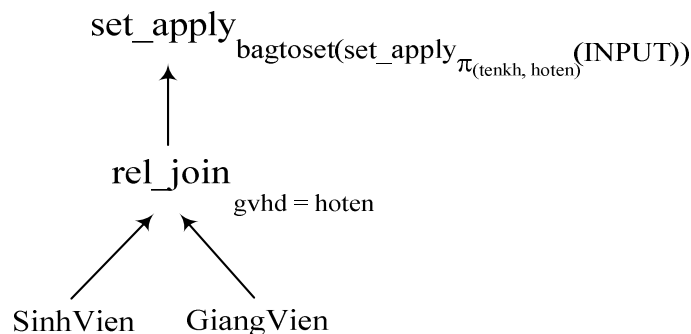 set_apply
bagtoset(set_apply π(tenkh, hoten)(INPUT))
rel_join
gvhd = hoten
SinhVien GiangVien